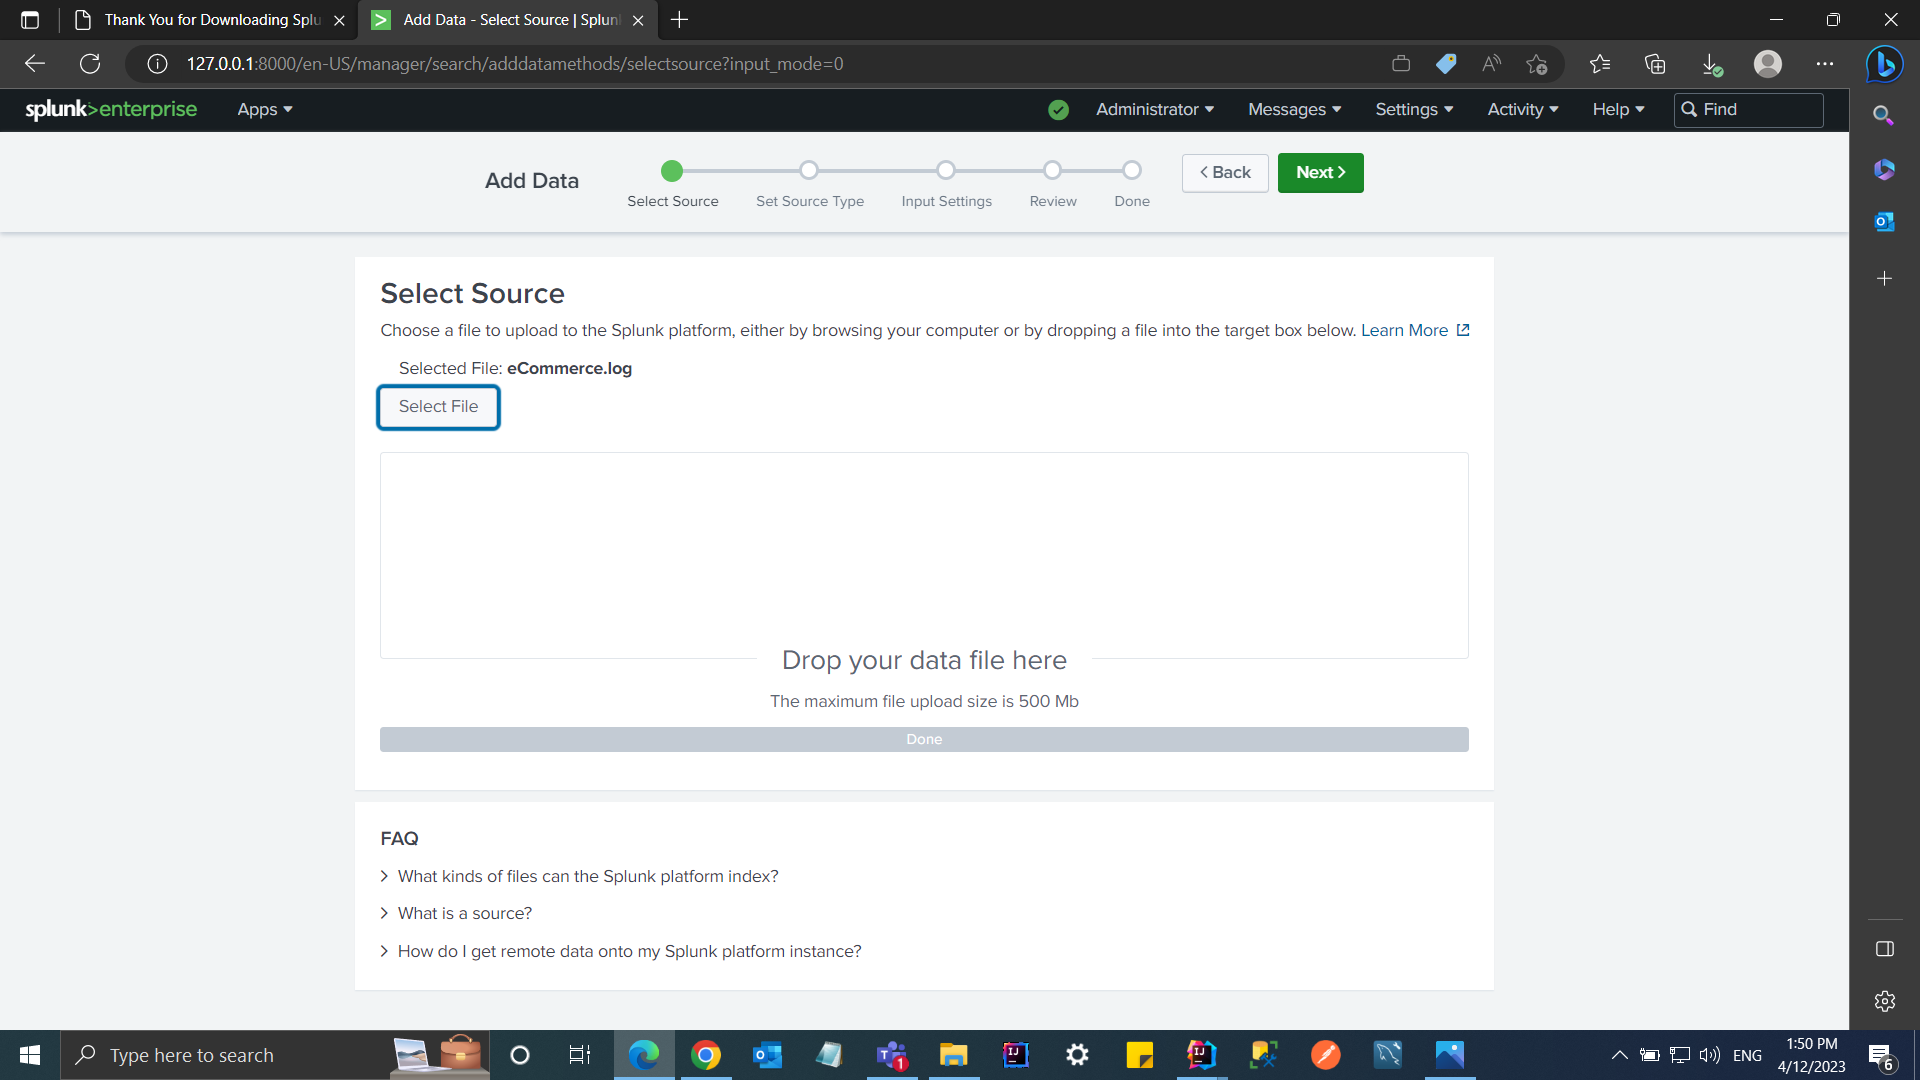 Thank You for Downloading Splu
Add Data - Select Source | Splun
127.0.0.1:8000/en-US/manager/search/adddatamethods/selectsource?input_mode=0
splunk>enterprise
Apps
Administrator
Messages
Settings
Activity
Help
Find
Add Data
Select Source
Set Source Type
Input Settings
Review
Done
Back
Next
Select Source
Choose a file to upload to the Splunk platform, either by browsing your computer or by dropping a file into the target box below. Learn More
Selected File: eCommerce.log
Select File
Drop your data file here
The maximum file upload size is 500 Mb
Done
FAQ
What kinds of files can the Splunk platform index?
What is a source?
How do I get remote data onto my Splunk platform instance?
Type here to search
1
ENG
1:50 PM
4/12/2023
6